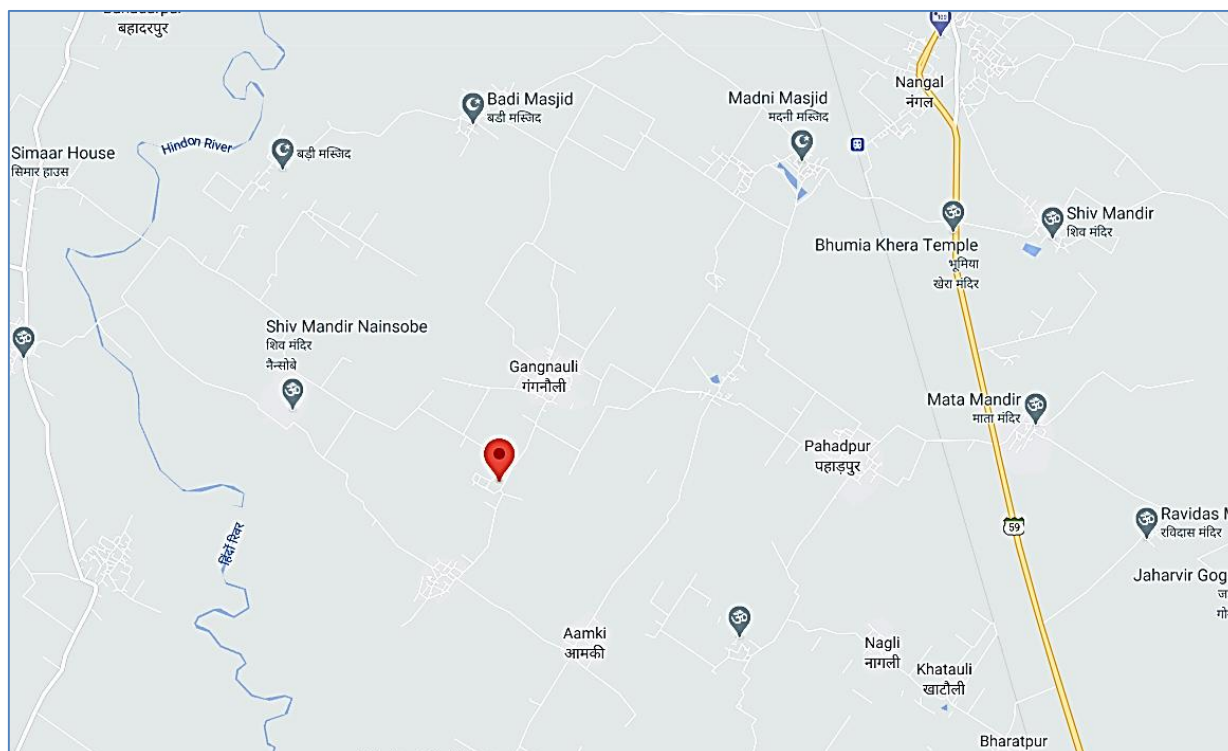 बहादरपुर
Nangal
नंगल
Badi Masjid
बडी मस्जिद
Madni Masjid
मदनी मस्जिद
Hindon River
बड़ी मस्जिद
Simaar House
सिमार हाउस
Shiv Mandir
शिव मंदिर
Bhumia Khera Temple
भूमिया
खेरा मंदिर
Shiv Mandir Nainsobe
शिव मंदिर
नैन्सोबे
Gangnauli
गंगनौली
Mata Mandir
माता मंदिर
Pahadpur
पहाड़पुर
59
Ravidas M
रविदास मंदिर
हिंदों रिवर
Jaharvir Gog
ज
गो
Aamki
आमकी
Nagli
नागली
Khatauli
खाटौली
Bharatpur